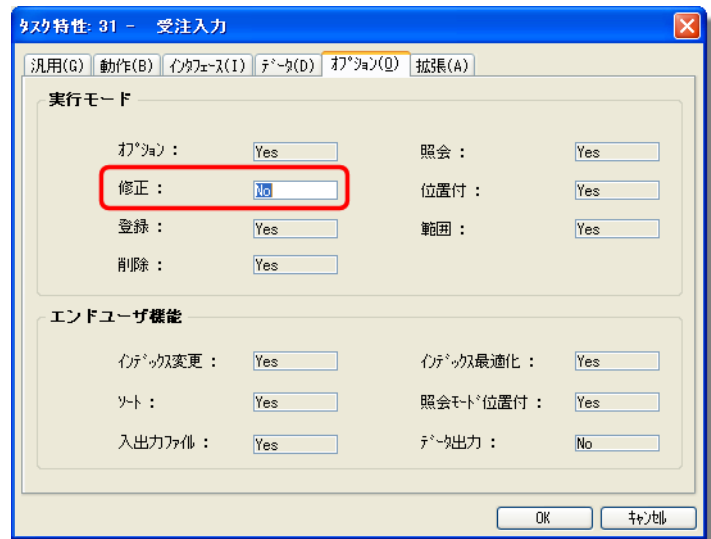 ﾀｽｸ特性: 31 - 受注入力
汎用(G) 動作(B) ｲﾝﾀﾌｪｰｽ(I) ﾃﾞｰﾀ(D) ｵﾌﾟｼｮﾝ(O) 拡張(A)
実行モード
ｵﾌﾟｼｮﾝ： Yes 照会： Yes
修正： No 位置付： Yes
登録： Yes 範囲： Yes
削除： Yes
エンドユーザ機能
ｲﾝﾃﾞｯｸｽ変更： Yes ｲﾝﾃﾞｯｸｽ最適化： Yes
ｿｰﾄ： Yes 照会ﾓｰﾄﾞ位置付： Yes
入出力ﾌｧｲﾙ： Yes ﾃﾞｰﾀ出力： No
OK ｷｬﾝｾﾙ